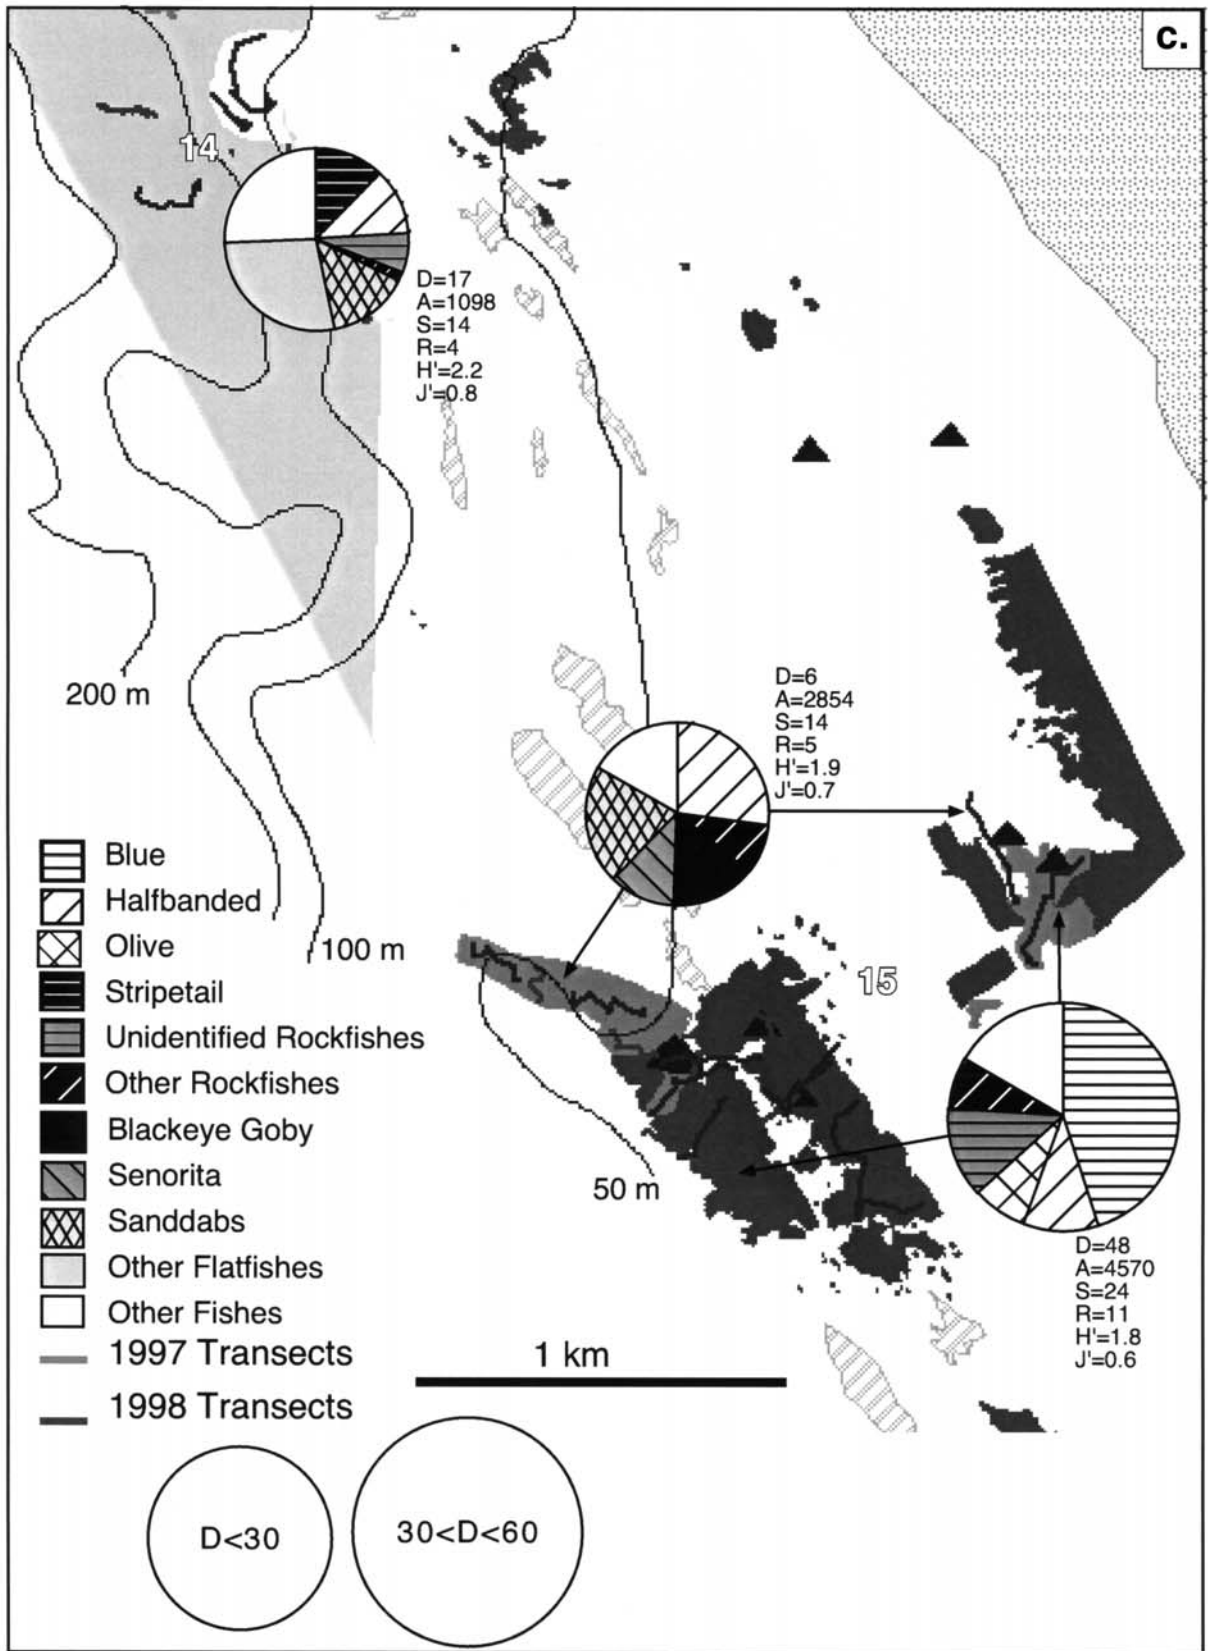 c.
14
D=17
A=1098
S=14
R=4
H'=2.2
J'=0.8
200 m
D=6
A=2854
S=14
R=5
H'=1.9
J'=0.7
Blue
Halfbanded
Olive
Stripetail
Unidentified Rockfishes
Other Rockfishes
Blackeye Goby
Senorita
Sanddabs
Other Flatfishes
Other Fishes
1997 Transects
1998 Transects
100 m
15
50 m
D=48
A=4570
S=24
R=11
H'=1.8
J'=0.6
1 km
D<30
30<D<60